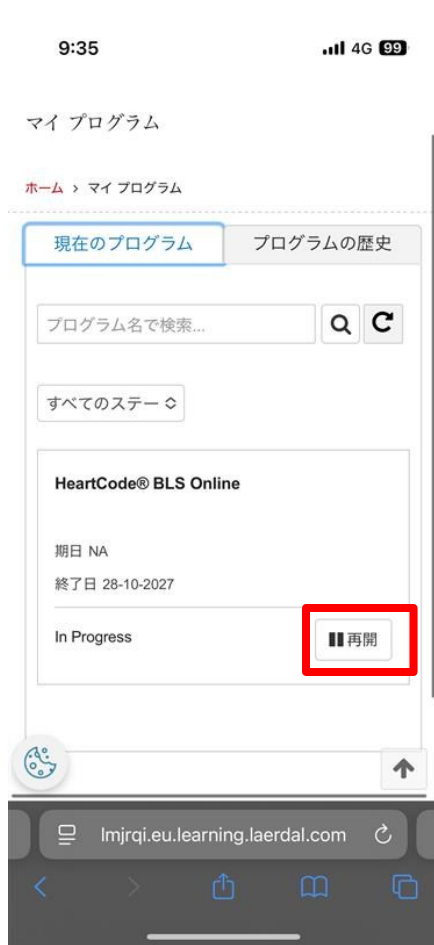 9:35
4G 99
マイ プログラム
ホーム › マイ プログラム
現在のプログラム
プログラムの歴史
プログラム名で検索...
すべてのステー
HeartCode® BLS Online
期日 NA
終了日 28-10-2027
In Progress
再開
lmjrqi.eu.learning.laerdal.com